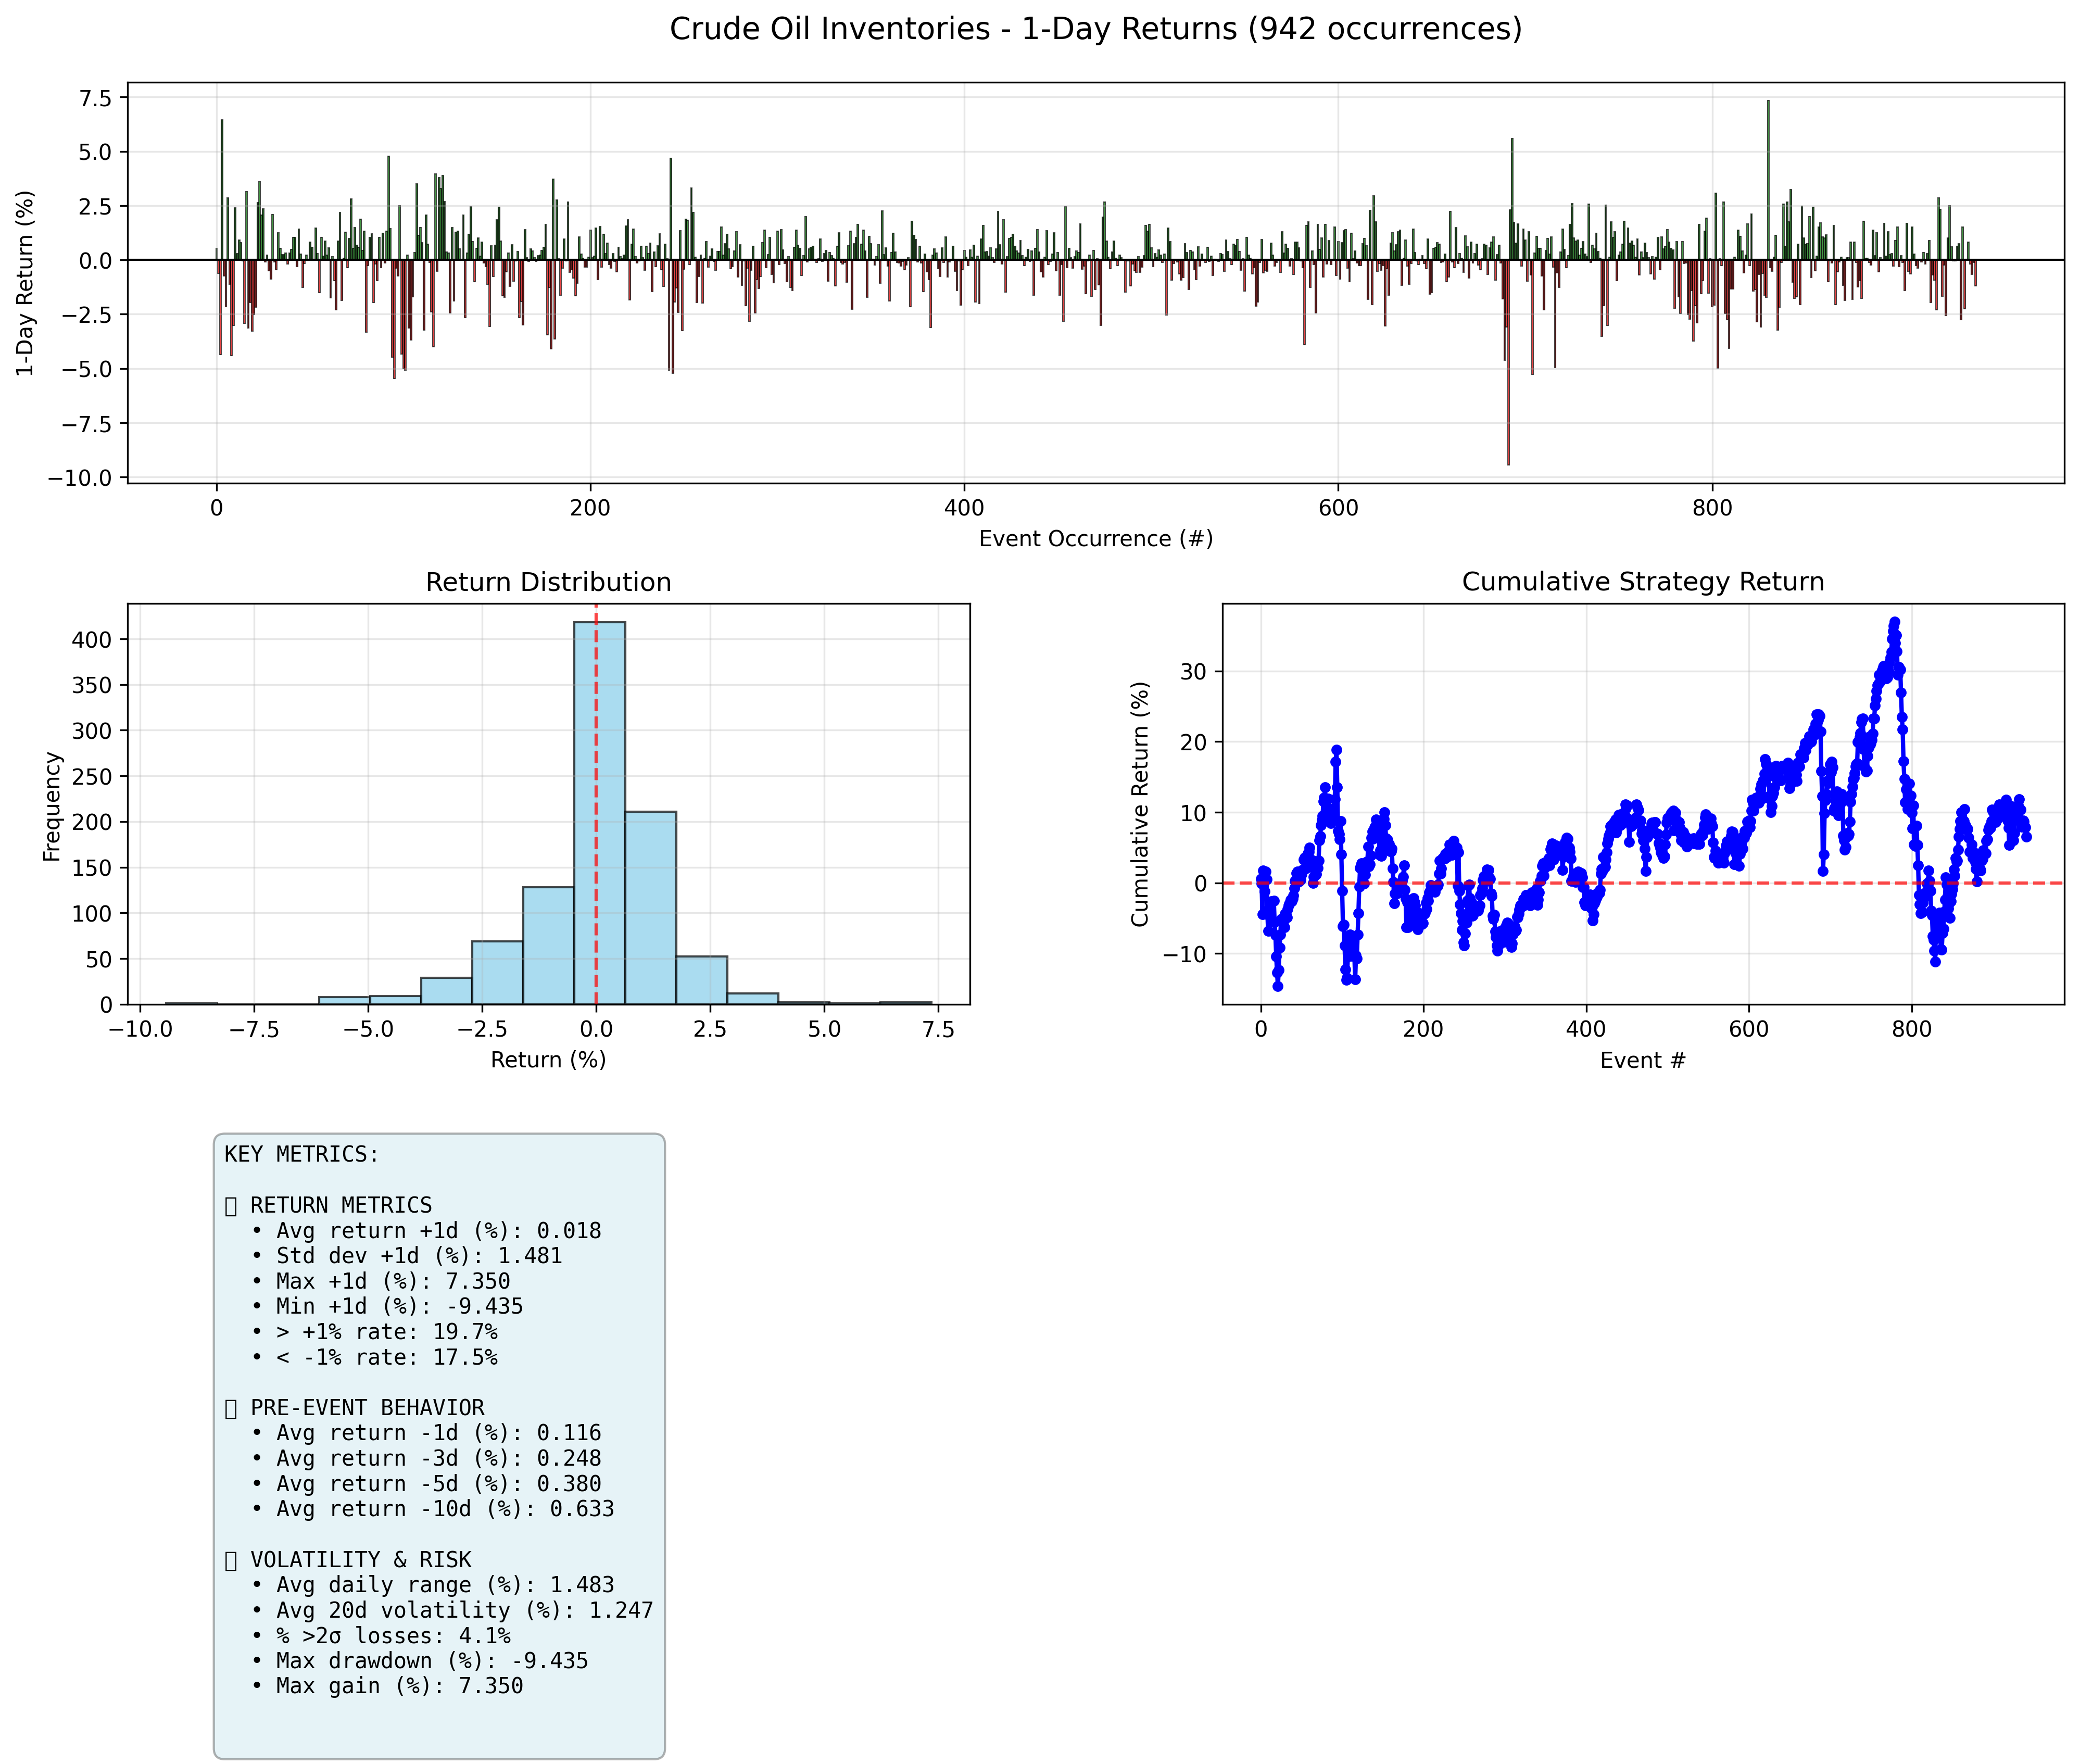 Crude Oil Inventories - 1-Day Returns (942 occurrences)
1-Day Return (%)
7.5
5.0
2.5
0.0
−2.5
−5.0
−7.5
−10.0
0 200 400 600 800
Event Occurrence (#)
Return Distribution
Frequency
400
350
300
250
200
150
100
50
0
−10.0 −7.5 −5.0 −2.5 0.0 2.5 5.0 7.5
Return (%)
Cumulative Strategy Return
Cumulative Return (%)
30
20
10
0
−10
0 200 400 600 800
Event #
KEY METRICS:
RETURN METRICS
• Avg return +1d (%): 0.018
• Std dev +1d (%): 1.481
• Max +1d (%): 7.350
• Min +1d (%): -9.435
• > +1% rate: 19.7%
• < -1% rate: 17.5%
PRE-EVENT BEHAVIOR
• Avg return -1d (%): 0.116
• Avg return -3d (%): 0.248
• Avg return -5d (%): 0.380
• Avg return -10d (%): 0.633
VOLATILITY & RISK
• Avg daily range (%): 1.483
• Avg 20d volatility (%): 1.247
• % >2σ losses: 4.1%
• Max drawdown (%): -9.435
• Max gain (%): 7.350